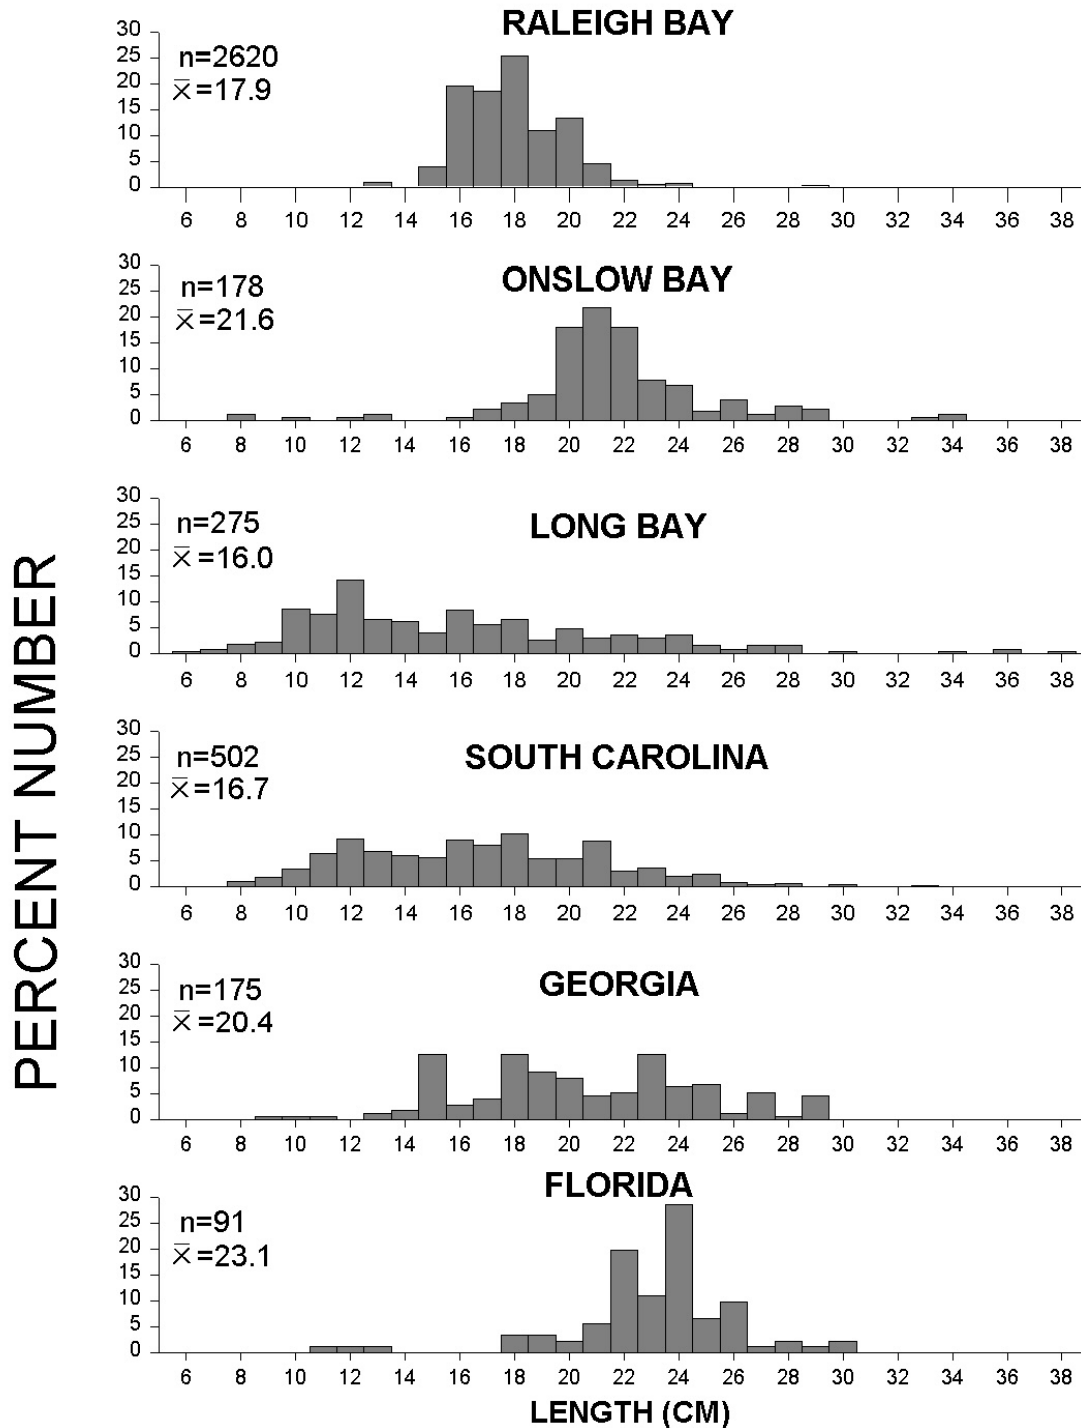 PERCENT NUMBER
RALEIGH BAY
n=2620
x̄=17.9
30
25
20
15
10
5
0
6 8 10 12 14 16 18 20 22 24 26 28 30 32 34 36 38
ONSLOW BAY
n=178
x̄=21.6
30
25
20
15
10
5
0
6 8 10 12 14 16 18 20 22 24 26 28 30 32 34 36 38
LONG BAY
n=275
x̄=16.0
30
25
20
15
10
5
0
6 8 10 12 14 16 18 20 22 24 26 28 30 32 34 36 38
SOUTH CAROLINA
n=502
x̄=16.7
30
25
20
15
10
5
0
6 8 10 12 14 16 18 20 22 24 26 28 30 32 34 36 38
GEORGIA
n=175
x̄=20.4
30
25
20
15
10
5
0
6 8 10 12 14 16 18 20 22 24 26 28 30 32 34 36 38
FLORIDA
n=91
x̄=23.1
30
25
20
15
10
5
0
6 8 10 12 14 16 18 20 22 24 26 28 30 32 34 36 38
LENGTH (CM)